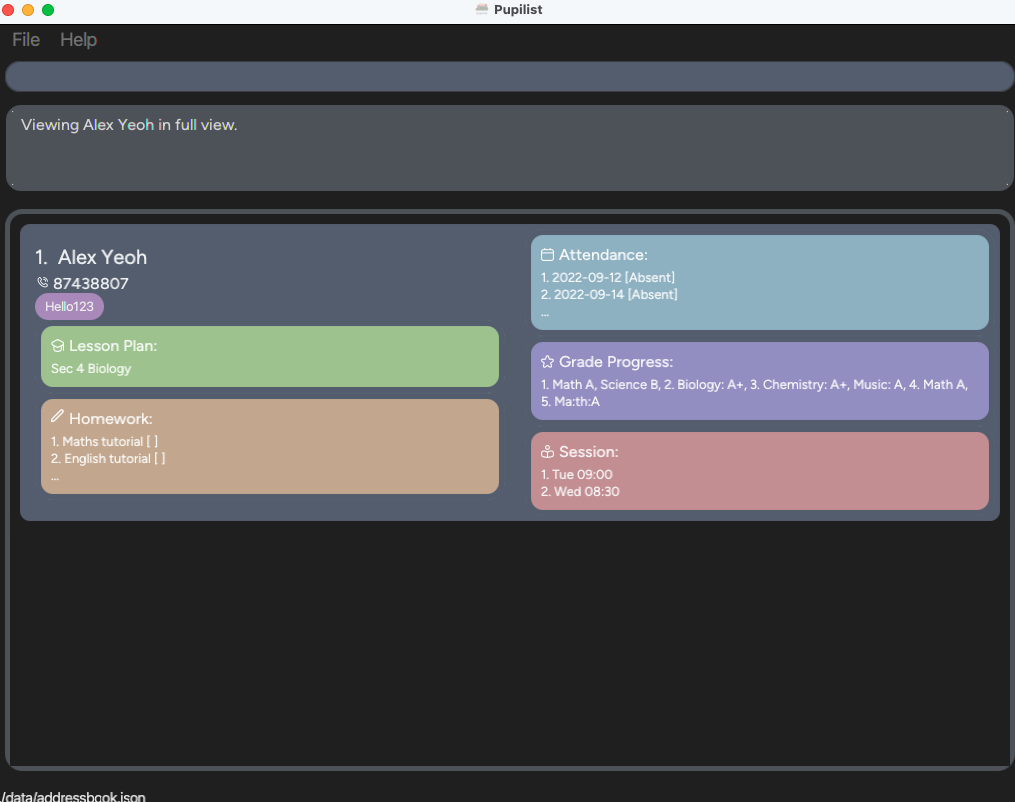 Pupilist
File Help
Viewing Alex Yeoh in full view.
1. Alex Yeoh
87438807
Hello123
Lesson Plan:
Sec 4 Biology
Homework:
1. Maths tutorial [ ]
2. English tutorial [ ]
...
Attendance:
1. 2022-09-12 [Absent]
2. 2022-09-14 [Absent]
...
Grade Progress:
1. Math A, Science B, 2. Biology: A+, 3. Chemistry: A+, Music: A, 4. Math A,
5. Ma:th:A
Session:
1. Tue 09:00
2. Wed 08:30
/data/addressbook.json